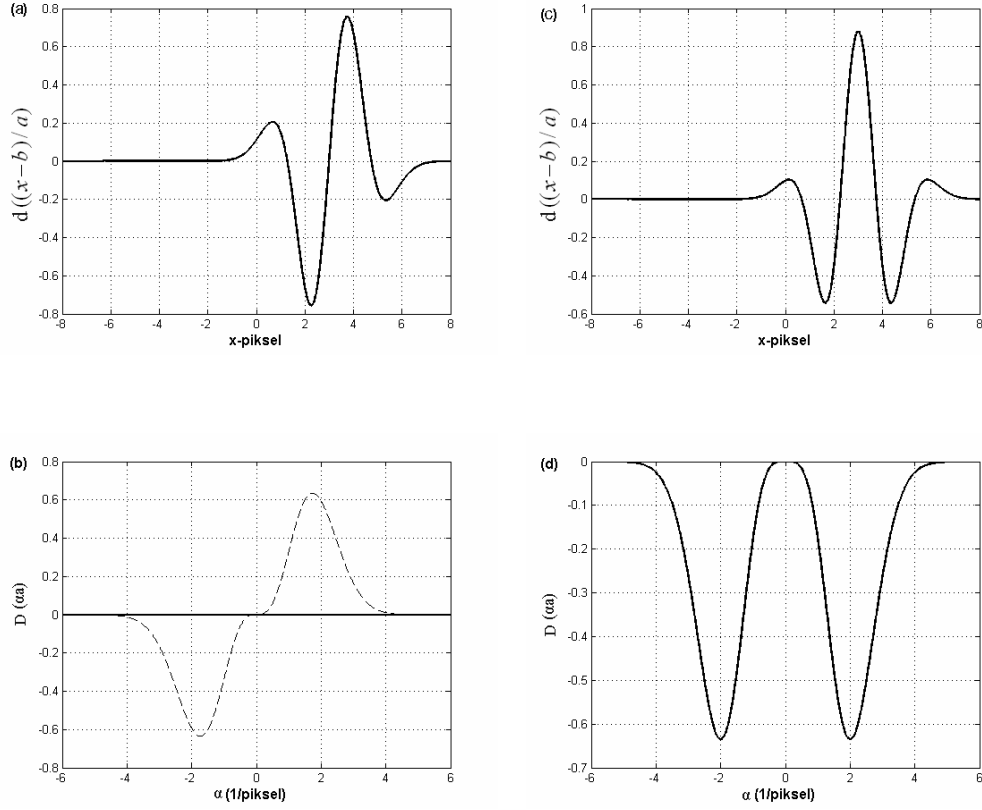 (a)
0.8
0.6
0.4
0.2
0
-0.2
-0.4
-0.6
-0.8
-8 -6 -4 -2 0 2 4 6 8
d ((x-b)/a)
x-piksel
(c)
1
0.8
0.6
0.4
0.2
0
0.2
0.4
0.6
-8 -6 -4 -2 0 2 4 6 8
d ((x-b)/a)
x-piksel
(b)
0.8
0.6
0.4
0.2
0
-0.2
-0.4
-0.6
-0.8
-6 -4 -2 0 2 4 6
D (αa)
α (1/piksel)
(d)
0
-0.1
-0.2
-0.3
-0.4
-0.5
-0.6
-0.7
-6 -4 -2 0 2 4 6
D (αa)
α (1/piksel)